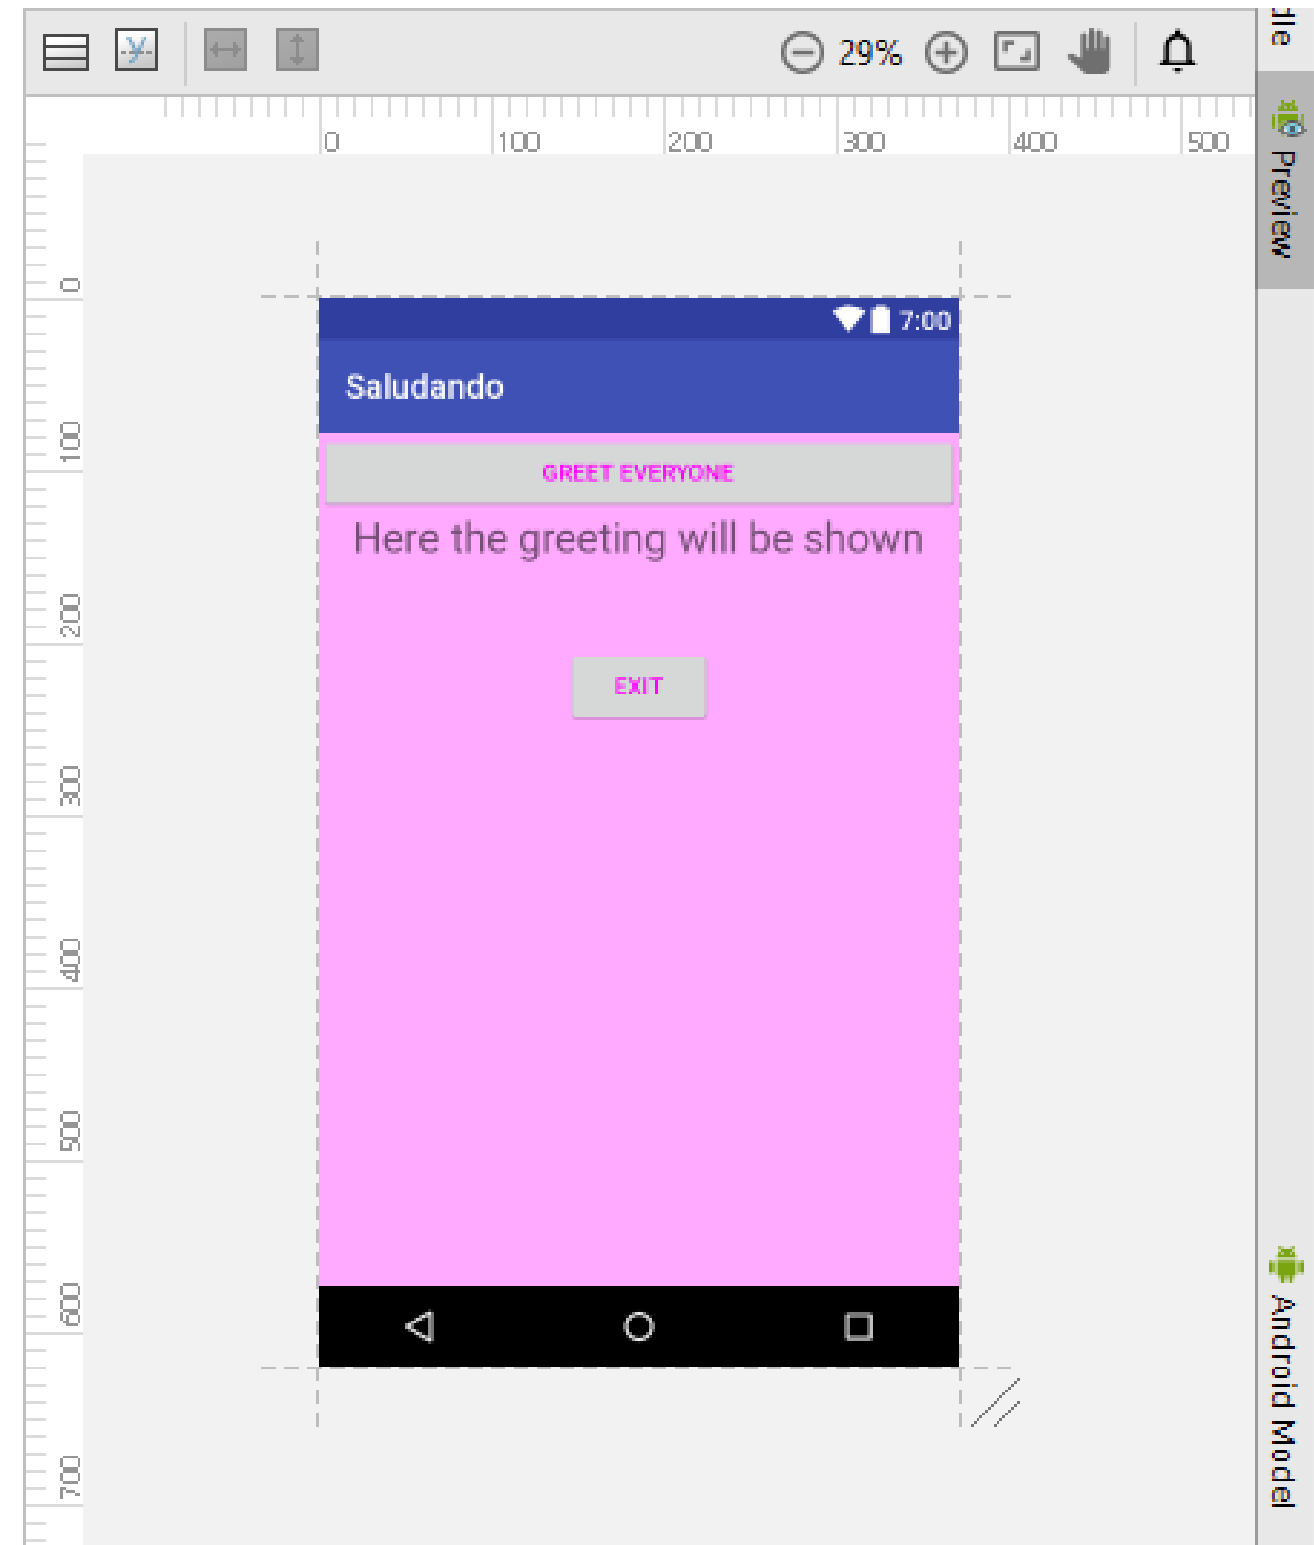 29%
dle
0 100 200 300 400 500
Preview
0
100
200
300
400
500
600
700
7:00
Saludando
GREET EVERYONE
Here the greeting will be shown
EXIT
Android Model